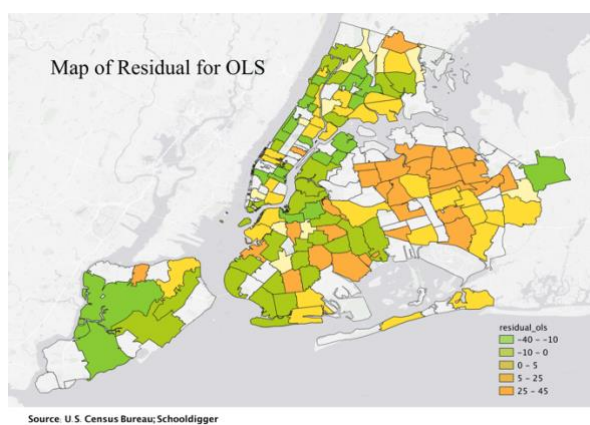 Map of Residual for OLS
residual_ols
-40 - -10
-10 - 0
0 - 5
5 - 25
25 - 45
Source: U.S. Census Bureau; Schooldigger